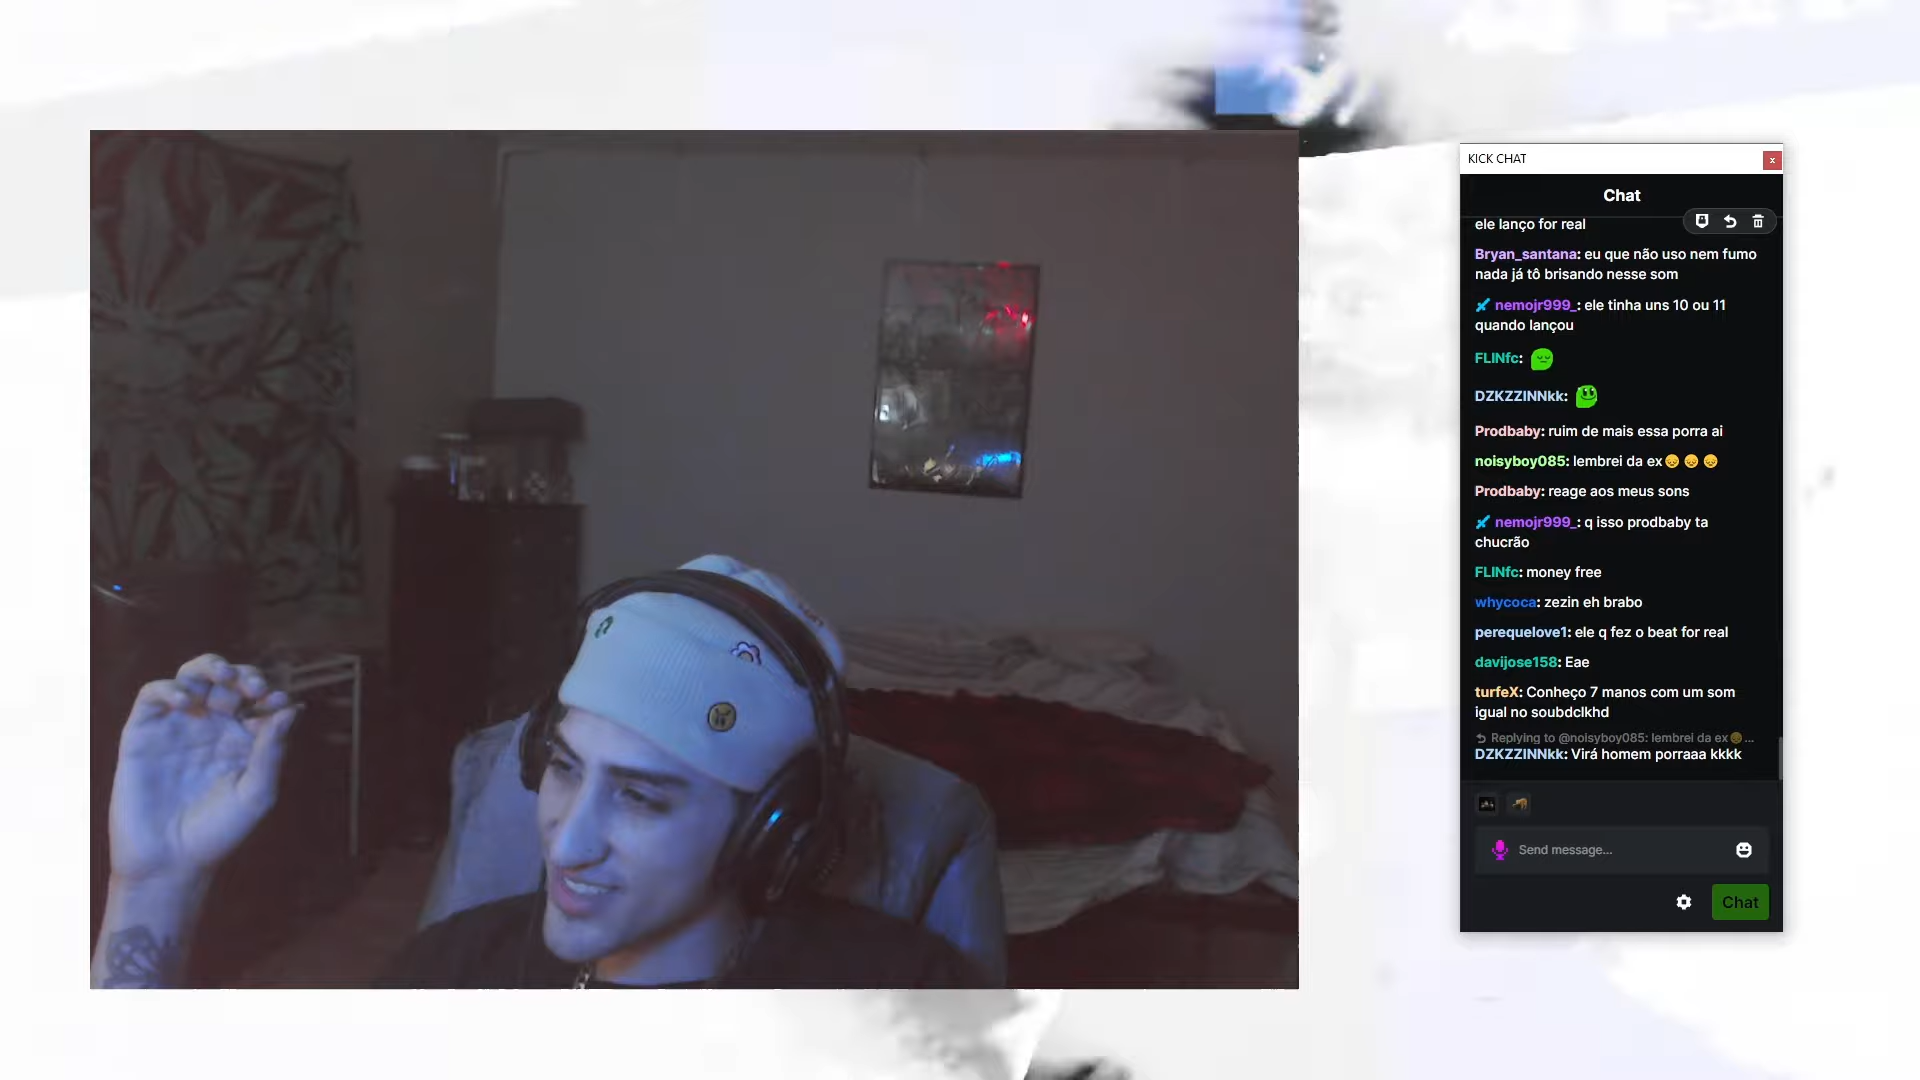 KICK CHAT
x
Chat
ele lanço for real
Bryan_santana: eu que não uso nem fumo
nada já tô brisando nesse som
nemojr999_: ele tinha uns 10 ou 11
quando lançou
FLINfc:
DZKZZINNkk:
Prodbaby: ruim de mais essa porra ai
noisyboy085: lembrei da ex😞😞😞
Prodbaby: reage aos meus sons
nemojr999_: q isso prodbaby ta
chucrão
FLINfc: money free
whycoca: zezin eh brabo
perequelove1: ele q fez o beat for real
davijose158: Eae
turfeX: Conheço 7 manos com um som
igual no soubdclkhd
Replying to @noisyboy085: lembrei da ex😞...
DZKZZINNkk: Virá homem porraaa kkkk
Send message...
Chat